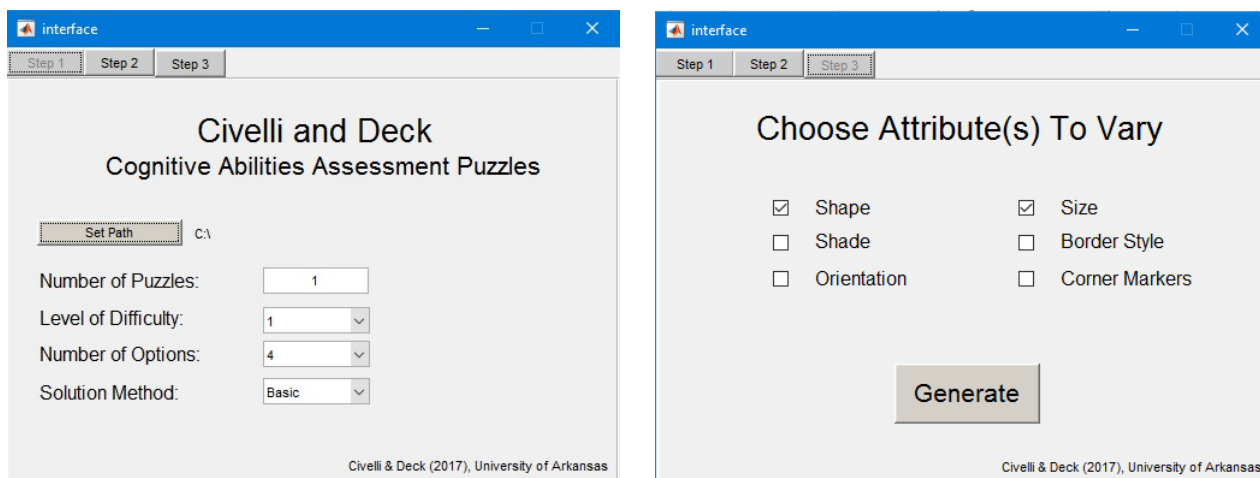 interface
Step 1 Step 2 Step 3
Civelli and Deck
Cognitive Abilities Assessment Puzzles
Set Path C:\
Number of Puzzles: 1
Level of Difficulty: 1
Number of Options: 4
Solution Method: Basic
Civelli & Deck (2017), University of Arkansas
interface
Step 1 Step 2 Step 3
Choose Attribute(s) To Vary
Shape Size
Shade Border Style
Orientation Corner Markers
Generate
Civelli & Deck (2017), University of Arkansas